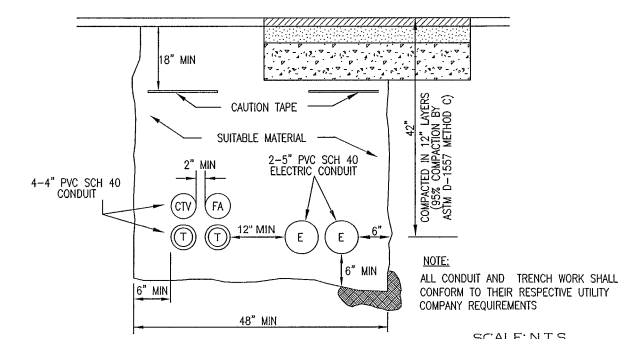 18" MIN
CAUTION TAPE
SUITABLE MATERIAL
2" MIN
2-5" PVC SCH 40
ELECTRIC CONDUIT
4-4" PVC SCH 40
CONDUIT
CTV
FA
T
T
12" MIN
E
E
6"
6" MIN
6" MIN
48" MIN
42"
COMPACTED IN 12" LAYERS
(95% COMPACTION BY
ASTM D-1557 METHOD C)
NOTE:
ALL CONDUIT AND TRENCH WORK SHALL
CONFORM TO THEIR RESPECTIVE UTILITY
COMPANY REQUIREMENTS
SCALE: N.T.S.